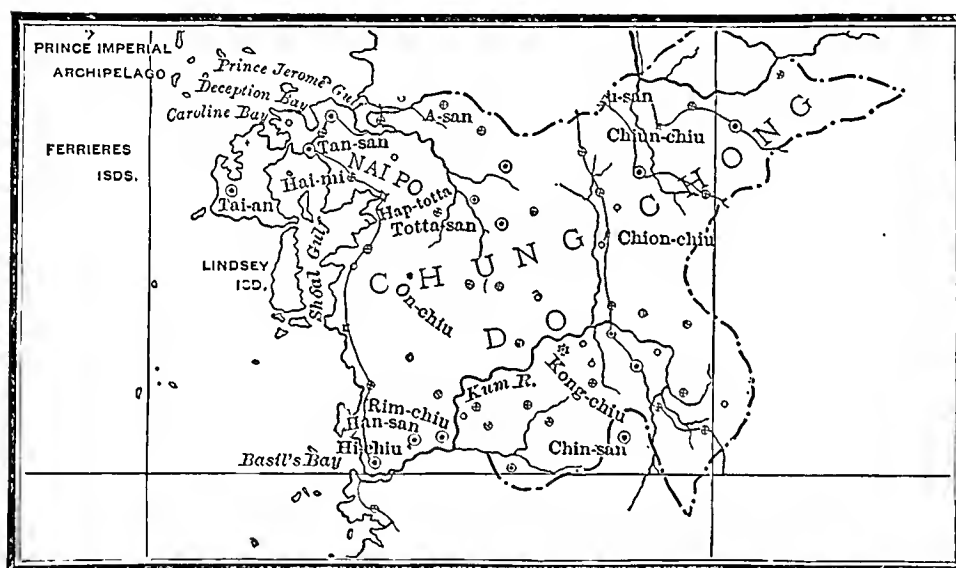 PRINCE IMPERIAL
ARCHIPELAGO
Prince Jerome Gulf
Deception Bay
Caroline Bay
FERRIERES
ISDS.
A-san
Tan-san
NAI PO
Hai-mi
Tai-an
Hap-totta
Totta-san
Chiun-chiu
CHUNG
CHONG
DO
Chion-chiu
LINDSEY
ISD.
Shoal Gulf
On-chiu
Kum R.
Kong-chiu
Rim-chiu
Han-san
Hi-chiu
Chin-san
Basil's Bay